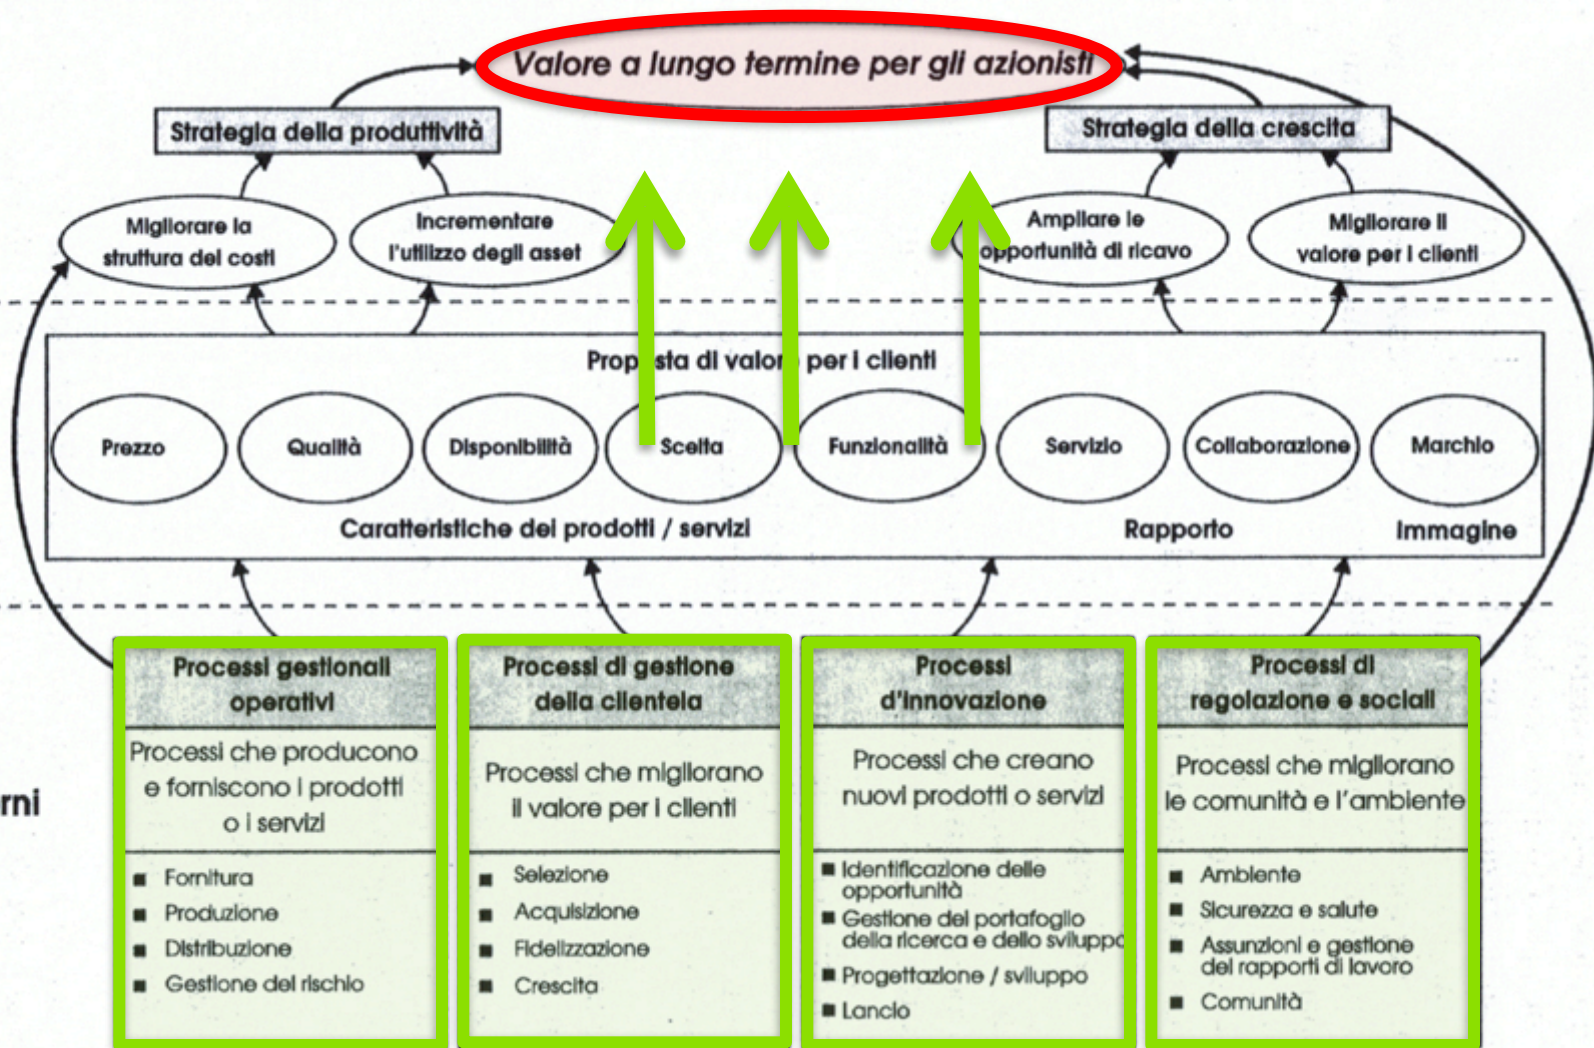 Valore a lungo termine per gli azionisti
Strategia della produttività
Strategia della crescita
Migliorare la
struttura dei costi
Incrementare
l'utilizzo degli asset
Ampliare le
opportunità di ricavo
Migliorare il
valore per i clienti
Proposta di valore per i clienti
Prezzo
Qualità
Disponibilità
Scelta
Funzionalità
Servizio
Collaborazione
Marchio
Caratteristiche dei prodotti / servizi
Rapporto
Immagine
rni
Processi gestionali
operativi
Processi che producono
e forniscono i prodotti
o i servizi
■ Fornitura
■ Produzione
■ Distribuzione
■ Gestione del rischio
Processi di gestione
della clientela
Processi che migliorano
il valore per i clienti
■ Selezione
■ Acquisizione
■ Fidelizzazione
■ Crescita
Processi
d'innovazione
Processi che creano
nuovi prodotti o servizi
■ Identificazione delle
opportunità
■ Gestione del portafoglio
della ricerca e dello sviluppo
■ Progettazione / sviluppo
■ Lancio
Processi di
regolazione e sociali
Processi che migliorano
le comunità e l'ambiente
■ Ambiente
■ Sicurezza e salute
■ Assunzioni e gestione
dei rapporti di lavoro
■ Comunità